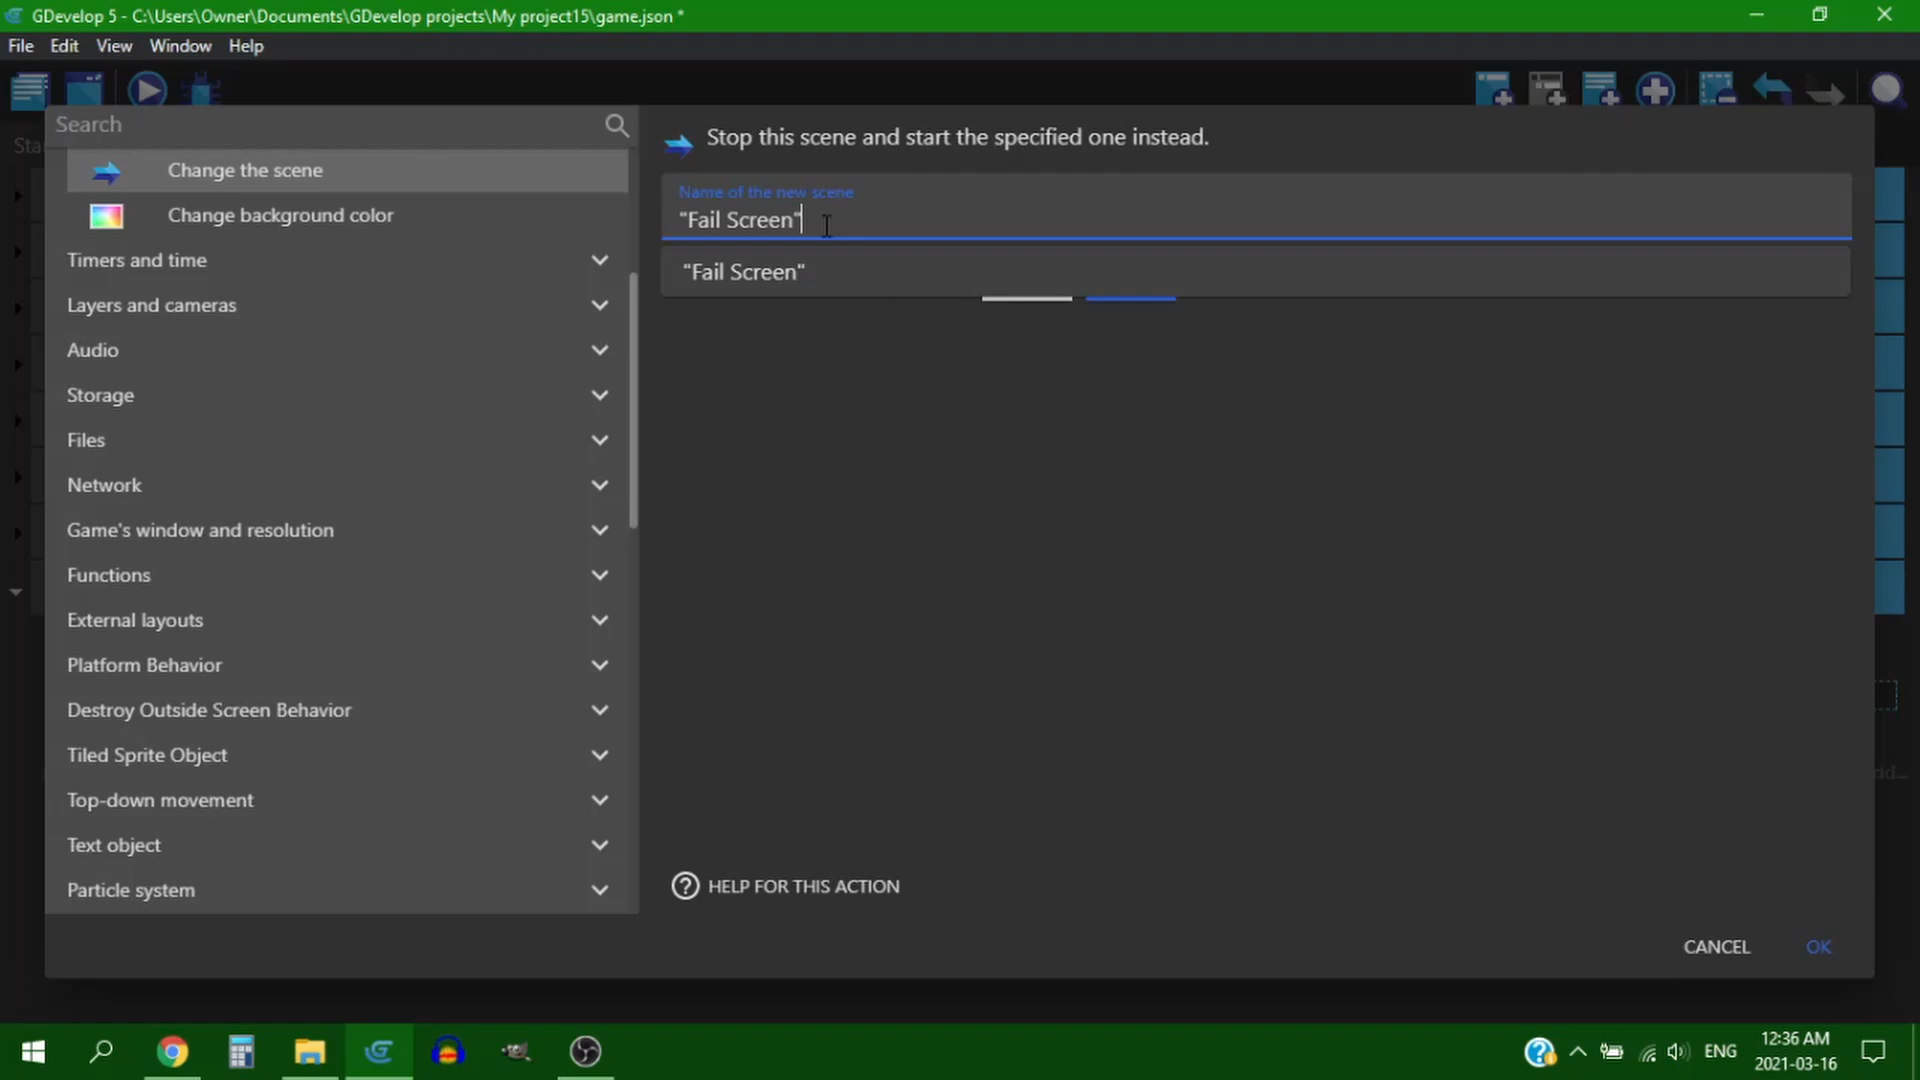 GDevelop 5 - C:\Users\Owner\Documents\GDevelop projects\My project15\game.json *
File Edit View Window Help
Search
Stop this scene and start the specified one instead.
Change the scene
Name of the new scene
"Fail Screen"
Change background color
"Fail Screen"
Timers and time
Layers and cameras
Audio
Storage
Files
Network
Game's window and resolution
Functions
External layouts
Platform Behavior
Destroy Outside Screen Behavior
Tiled Sprite Object
Top-down movement
Text object
Particle system
HELP FOR THIS ACTION
CANCEL OK
ENG
12:36 AM
2021-03-16